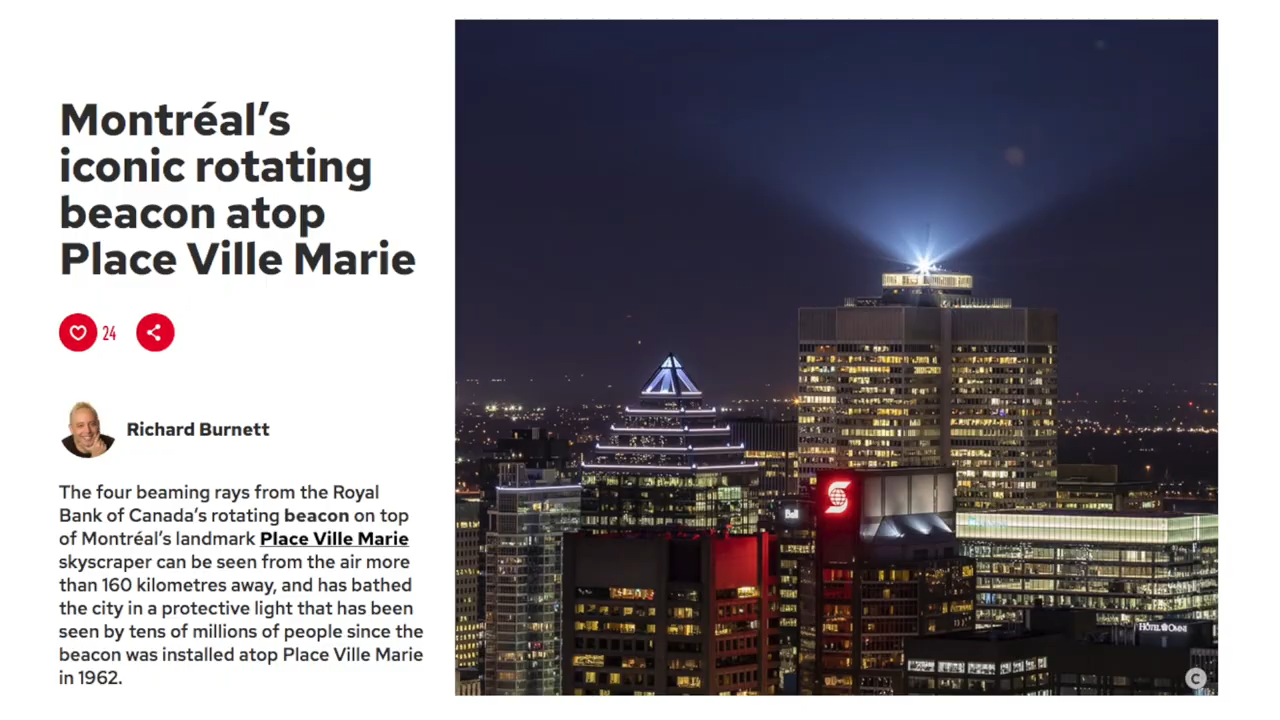 Montréal's
iconic rotating
beacon atop
Place Ville Marie
24
Richard Burnett
The four beaming rays from the Royal
Bank of Canada's rotating beacon on top
of Montréal's landmark Place Ville Marie
skyscraper can be seen from the air more
than 160 kilometres away, and has bathed
the city in a protective light that has been
seen by tens of millions of people since the
beacon was installed atop Place Ville Marie
in 1962.
Bell
HÔTEL OMNI
C